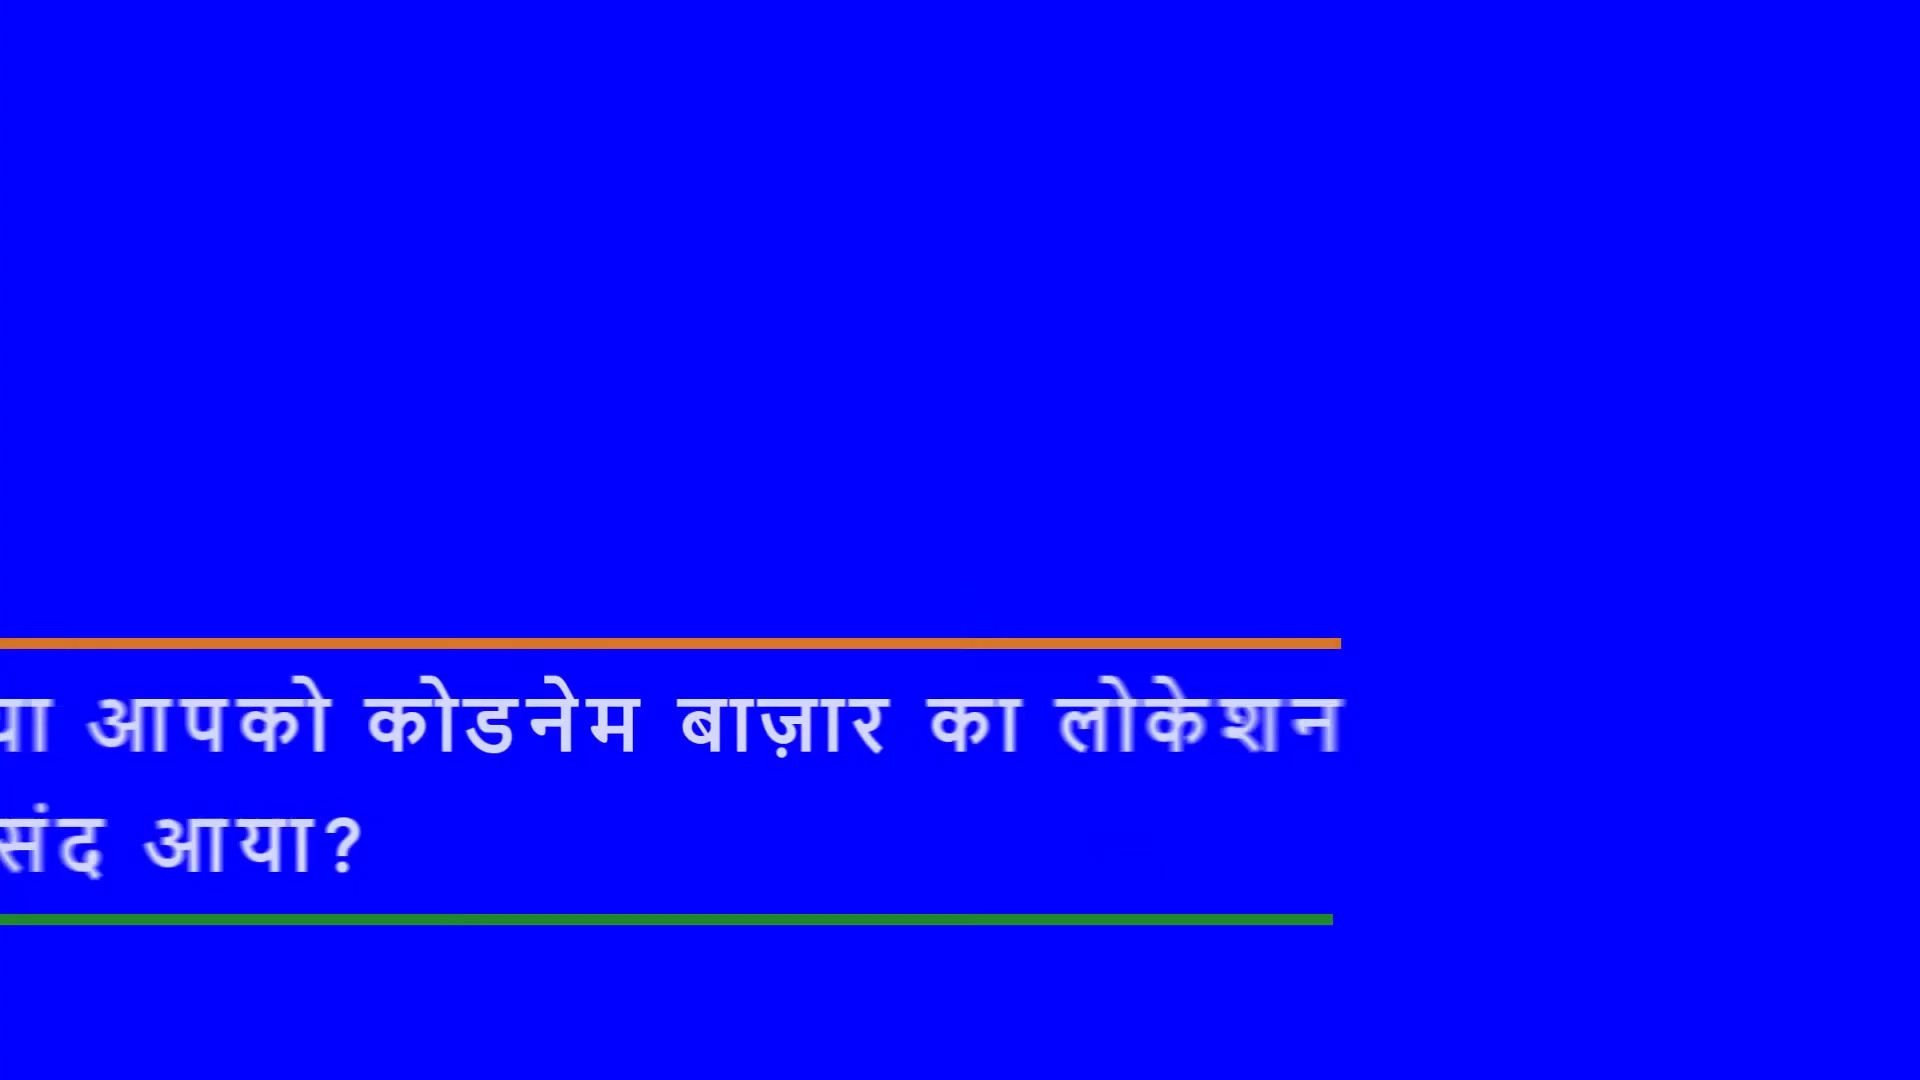 या आपको कोडनेम बाज़ार का लोकेशन
संद आया?